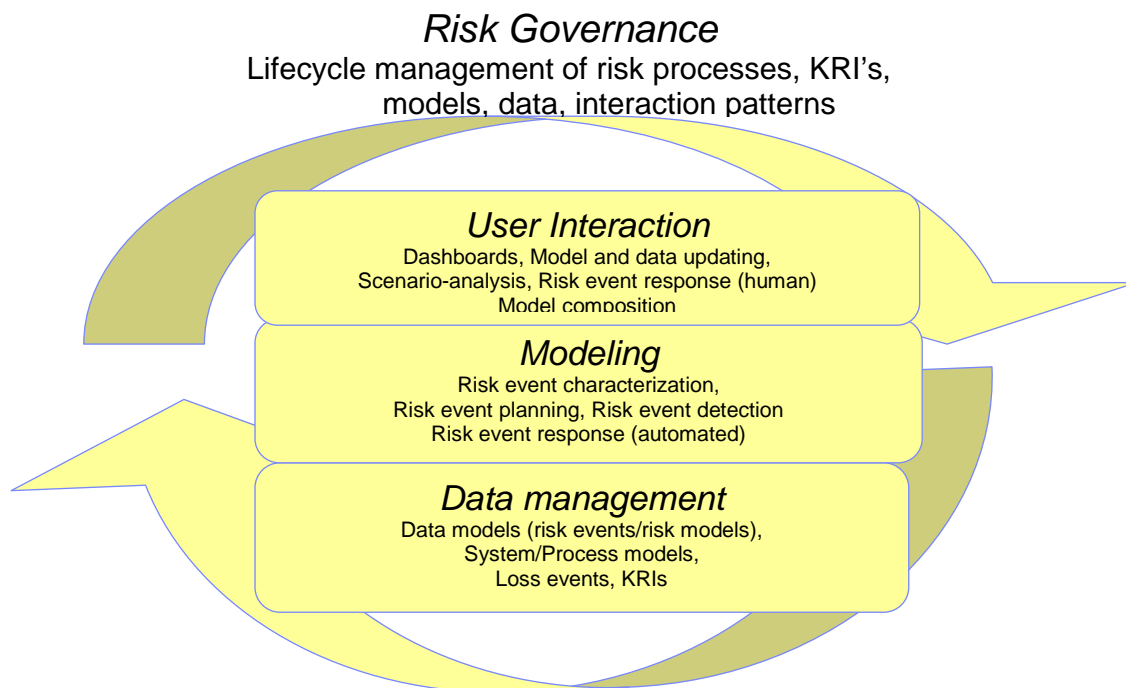 Risk Governance
Lifecycle management of risk processes, KRI's,
models, data, interaction patterns
User Interaction
Dashboards, Model and data updating,
Scenario-analysis, Risk event response (human)
Model composition
Modeling
Risk event characterization,
Risk event planning, Risk event detection
Risk event response (automated)
Data management
Data models (risk events/risk models),
System/Process models,
Loss events, KRIs